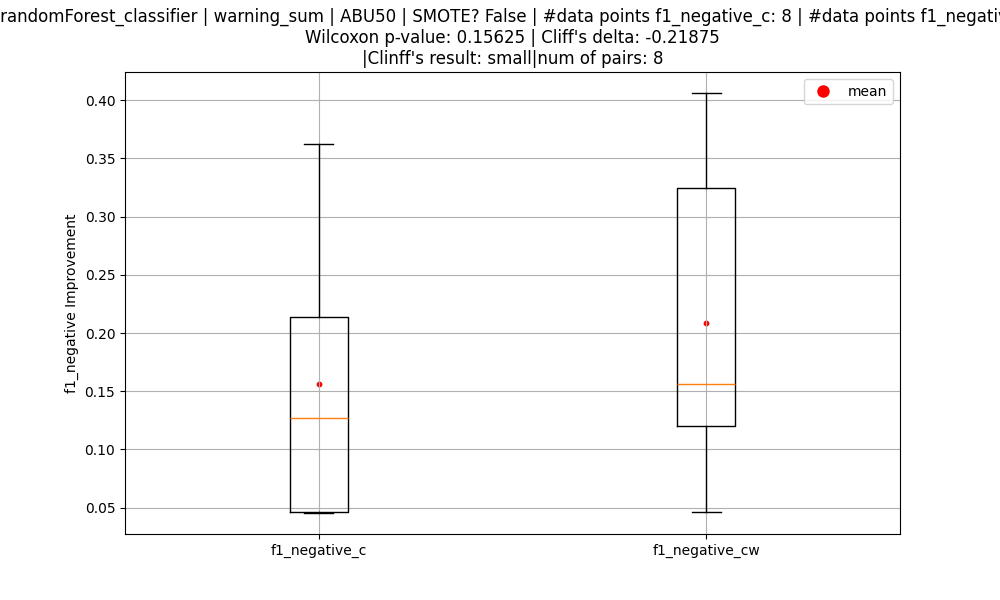 randomForest_classifier | warning_sum | ABU50 | SMOTE? False | #data points f1_negative_c: 8 | #data points
Wilcoxon p-value: 0.15625 | Cliff's delta: -0.21875
|Clinff's result: small|num of pairs: 8
mean
0.40
0.35
0.30
0.25
0.20
0.15
0.10
0.05
f1_negative Improvement
f1_negative_c
f1_negative_cw